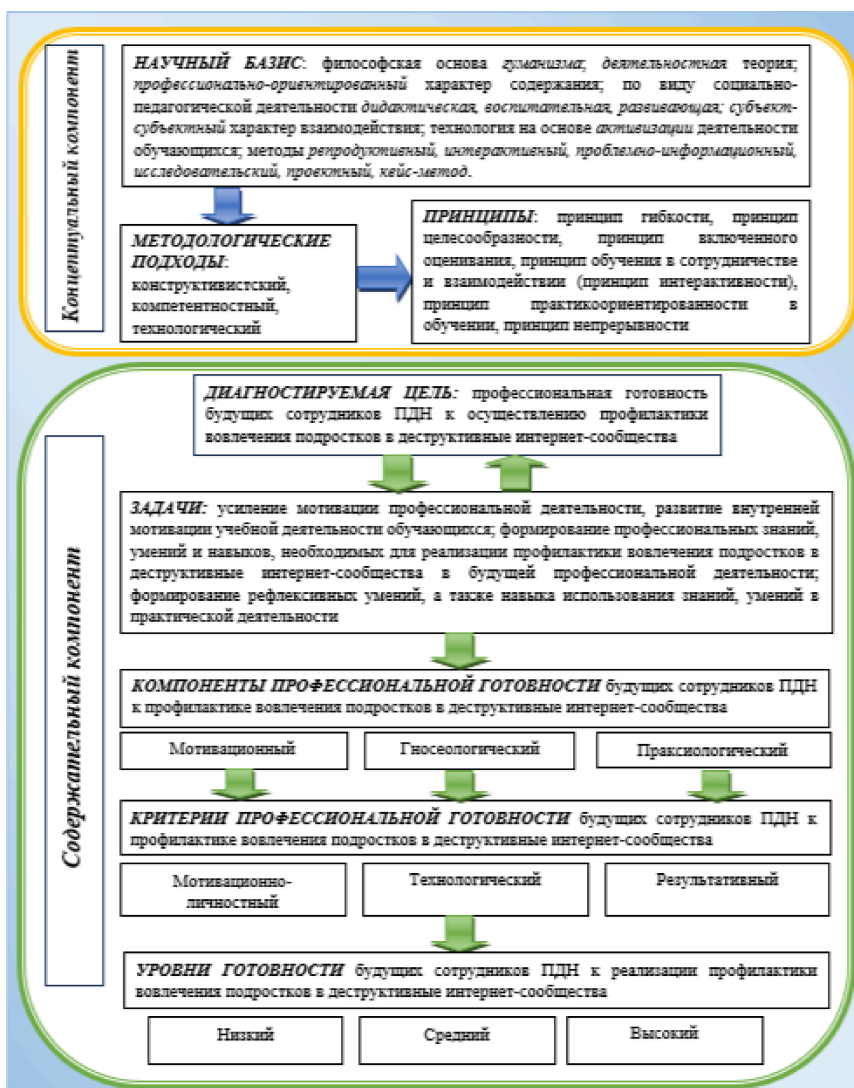 Концептуальный компонент
НАУЧНЫЙ БАЗИС: философская основа гуманизма; деятельностная теория;
профессионально-ориентированный характер содержания; по виду социально-
педагогической деятельности дидактическая, воспитательная, развивающая; субъект-
субъектный характер взаимодействия; технология на основе активизации деятельности
обучающихся; методы репродуктивный, интерактивный, проблемно-информационный,
исследовательский, проектный, кейс-метод.
МЕТОДОЛОГИЧЕСКИЕ
ПОДХОДЫ:
конструктивистский,
компетентностный,
технологический
ПРИНЦИПЫ: принцип гибкости, принцип
целесообразности, принцип включенного
оценивания, принцип обучения в сотрудничестве
и взаимодействии (принцип интерактивности),
принцип практикоориентированности в
обучении, принцип непрерывности
Содержательный компонент
ДИАГНОСТИРУЕМАЯ ЦЕЛЬ: профессиональная готовность
будущих сотрудников ПДН к осуществлению профилактики
вовлечения подростков в деструктивные интернет-сообщества
ЗАДАЧИ: усиление мотивации профессиональной деятельности, развитие внутренней
мотивации учебной деятельности обучающихся; формирование профессиональных знаний,
умений и навыков, необходимых для реализации профилактики вовлечения подростков в
деструктивные интернет-сообщества в будущей профессиональной деятельности;
формирование рефлексивных умений, а также навыка использования знаний, умений в
практической деятельности
КОМПОНЕНТЫ ПРОФЕССИОНАЛЬНОЙ ГОТОВНОСТИ будущих сотрудников ПДН
к профилактике вовлечения подростков в деструктивные интернет-сообщества
Мотивационный
Гносеологический
Праксиологический
КРИТЕРИИ ПРОФЕССИОНАЛЬНОЙ ГОТОВНОСТИ будущих сотрудников ПДН к
профилактике вовлечения подростков в деструктивные интернет-сообщества
Мотивационно-
личностный
Технологический
Результативный
УРОВНИ ГОТОВНОСТИ будущих сотрудников ПДН к реализации профилактики
вовлечения подростков в деструктивные интернет-сообщества
Низкий
Средний
Высокий